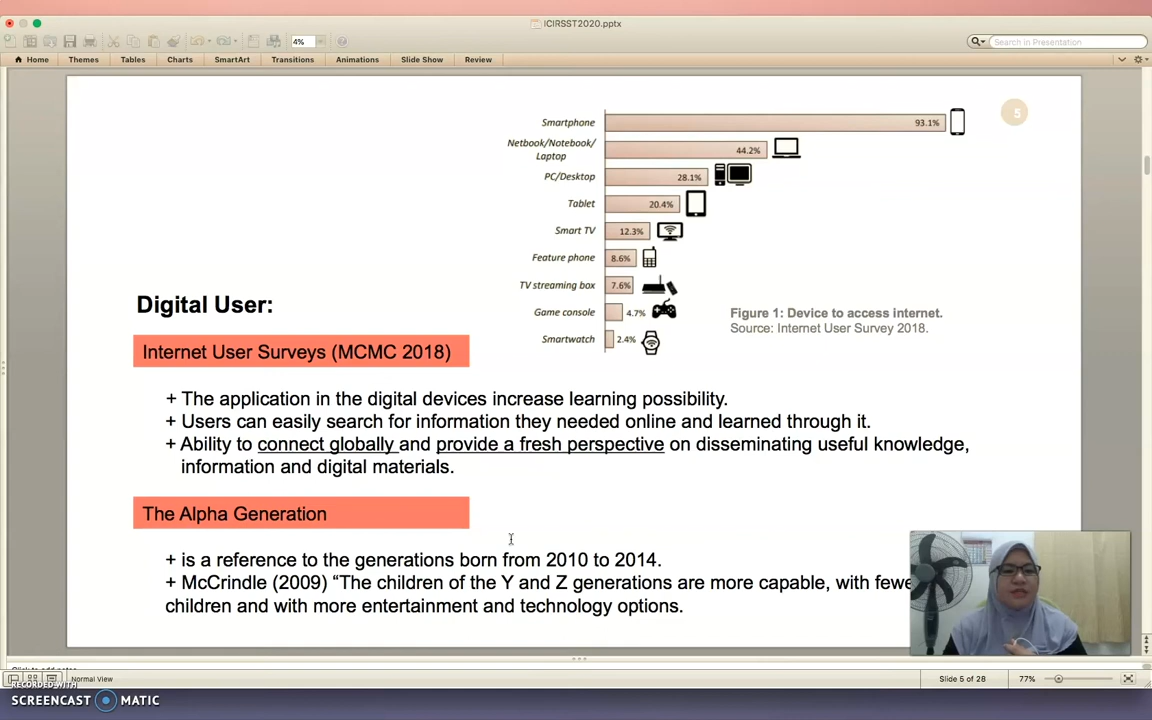 ICIRSST2020.pptx
4%
Search in Presentation
Home Themes Tables Charts SmartArt Transitions Animations Slide Show Review
5
Smartphone 93.1%
Netbook/Notebook/
Laptop 44.2%
PC/Desktop 28.1%
Tablet 20.4%
Smart TV 12.3%
Feature phone 8.6%
TV streaming box 7.6%
Game console 4.7%
Smartwatch 2.4%
Figure 1: Device to access internet.
Source: Internet User Survey 2018.
Digital User:
Internet User Surveys (MCMC 2018)
+ The application in the digital devices increase learning possibility.
+ Users can easily search for information they needed online and learned through it.
+ Ability to connect globally and provide a fresh perspective on disseminating useful knowledge,
information and digital materials.
The Alpha Generation
+ is a reference to the generations born from 2010 to 2014.
+ McCrindle (2009) “The children of the Y and Z generations are more capable, with fewe
children and with more entertainment and technology options.
Normal View
Slide 5 of 28
77%
RECORDED WITH
SCREENCAST MATIC